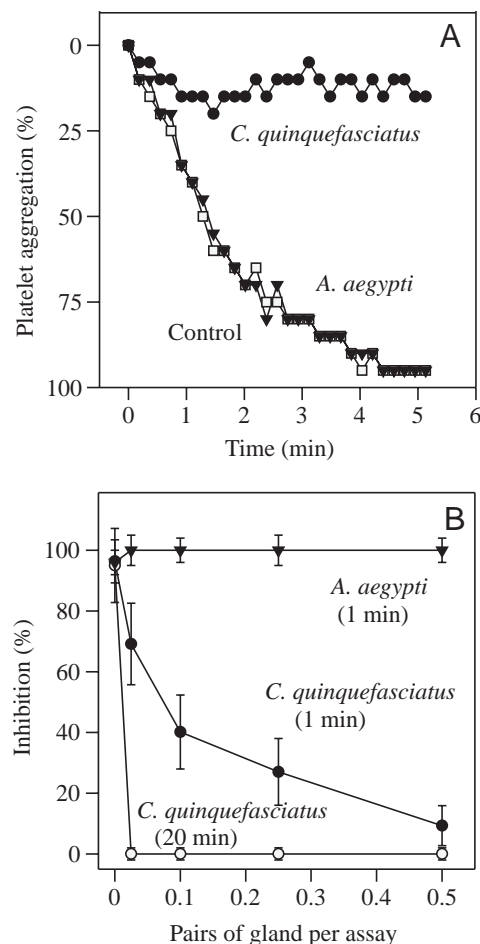 A
Platelet aggregation (%)
0
25
50
75
100
C. quinquefasciatus
A. aegypti
Control
0 1 2 3 4 5 6
Time (min)
B
Inhibition (%)
100
80
60
40
20
0
A. aegypti
(1 min)
C. quinquefasciatus
(1 min)
C. quinquefasciatus
(20 min)
0 0.1 0.2 0.3 0.4 0.5
Pairs of gland per assay